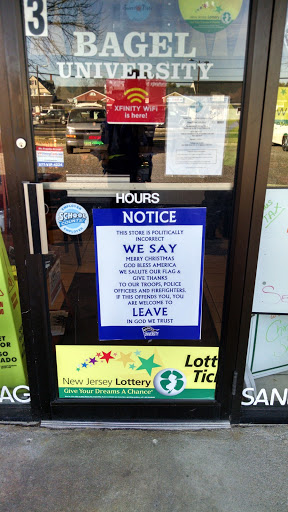 3
BAGEL
UNIVERSITY
XFINITY WiFi
is here!
HOURS
SCHOOL
NOTICE
THIS STORE IS POLITICALLY
INCORRECT
WE SAY
MERRY CHRISTMAS
GOD BLESS AMERICA
WE SALUTE OUR FLAG &
GIVE THANKS
TO OUR TROOPS, POLICE
OFFICERS AND FIREFIGHTERS.
IF THIS OFFENDS YOU, YOU
ARE WELCOME TO
LEAVE
IN GOD WE TRUST
New Jersey Lottery
Give Your Dreams A Chance
Lott
Tic
AG
SAN